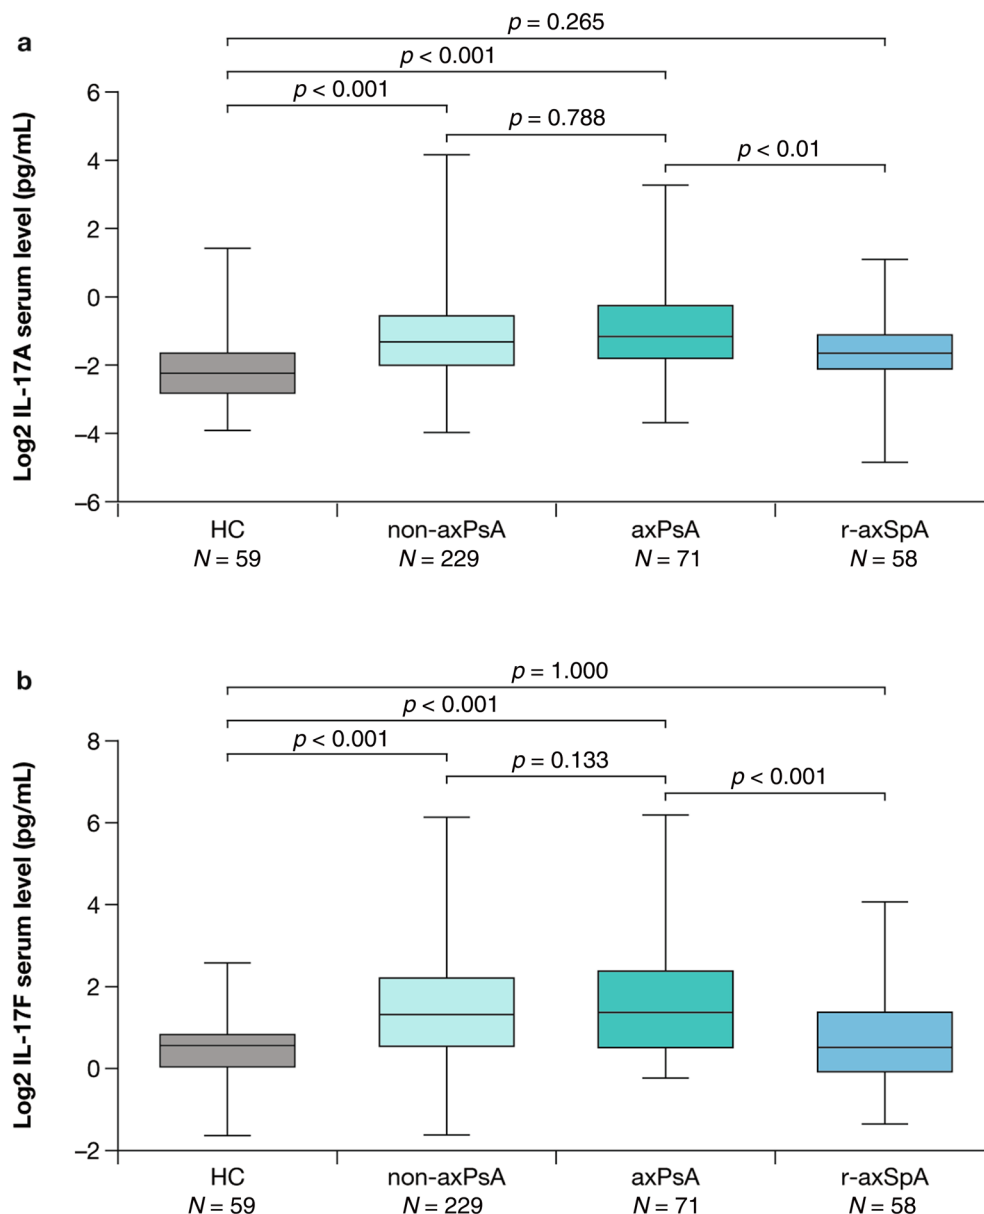 a
p = 0.265
p < 0.001
p < 0.001
p = 0.788
p < 0.01
Log2 IL-17A serum level (pg/mL)
6
4
2
0
–2
–4
–6
HC non-axPsA axPsA r-axSpA
N = 59 N = 229 N = 71 N = 58
b
p = 1.000
p < 0.001
p < 0.001
p = 0.133
p < 0.001
Log2 IL-17F serum level (pg/mL)
8
6
4
2
0
–2
HC non-axPsA axPsA r-axSpA
N = 59 N = 229 N = 71 N = 58